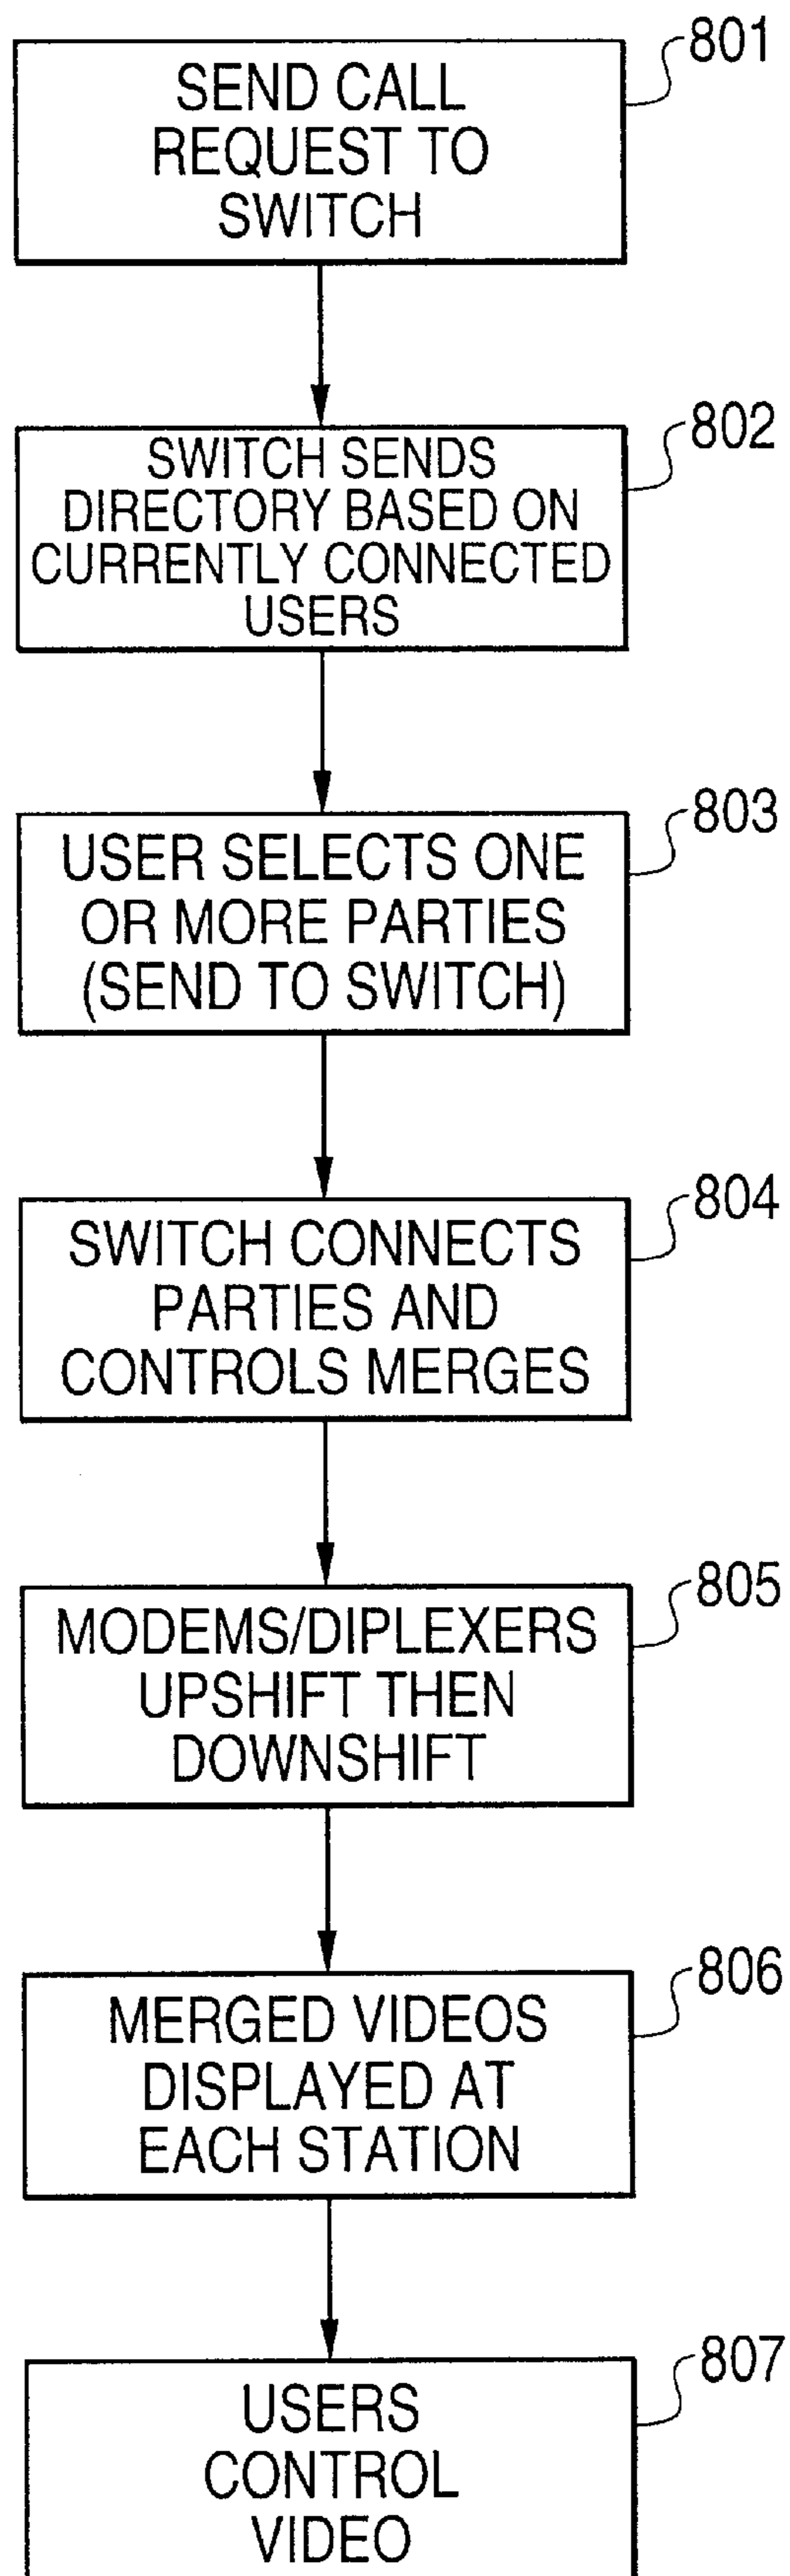 801
SEND CALL
REQUEST TO
SWITCH
802
SWITCH SENDS
DIRECTORY BASED ON
CURRENTLY CONNECTED
USERS
803
USER SELECTS ONE
OR MORE PARTIES
(SEND TO SWITCH)
804
SWITCH CONNECTS
PARTIES AND
CONTROLS MERGES
805
MODEMS/DIPLEXERS
UPSHIFT THEN
DOWNSHIFT
806
MERGED VIDEOS
DISPLAYED AT
EACH STATION
807
USERS
CONTROL
VIDEO